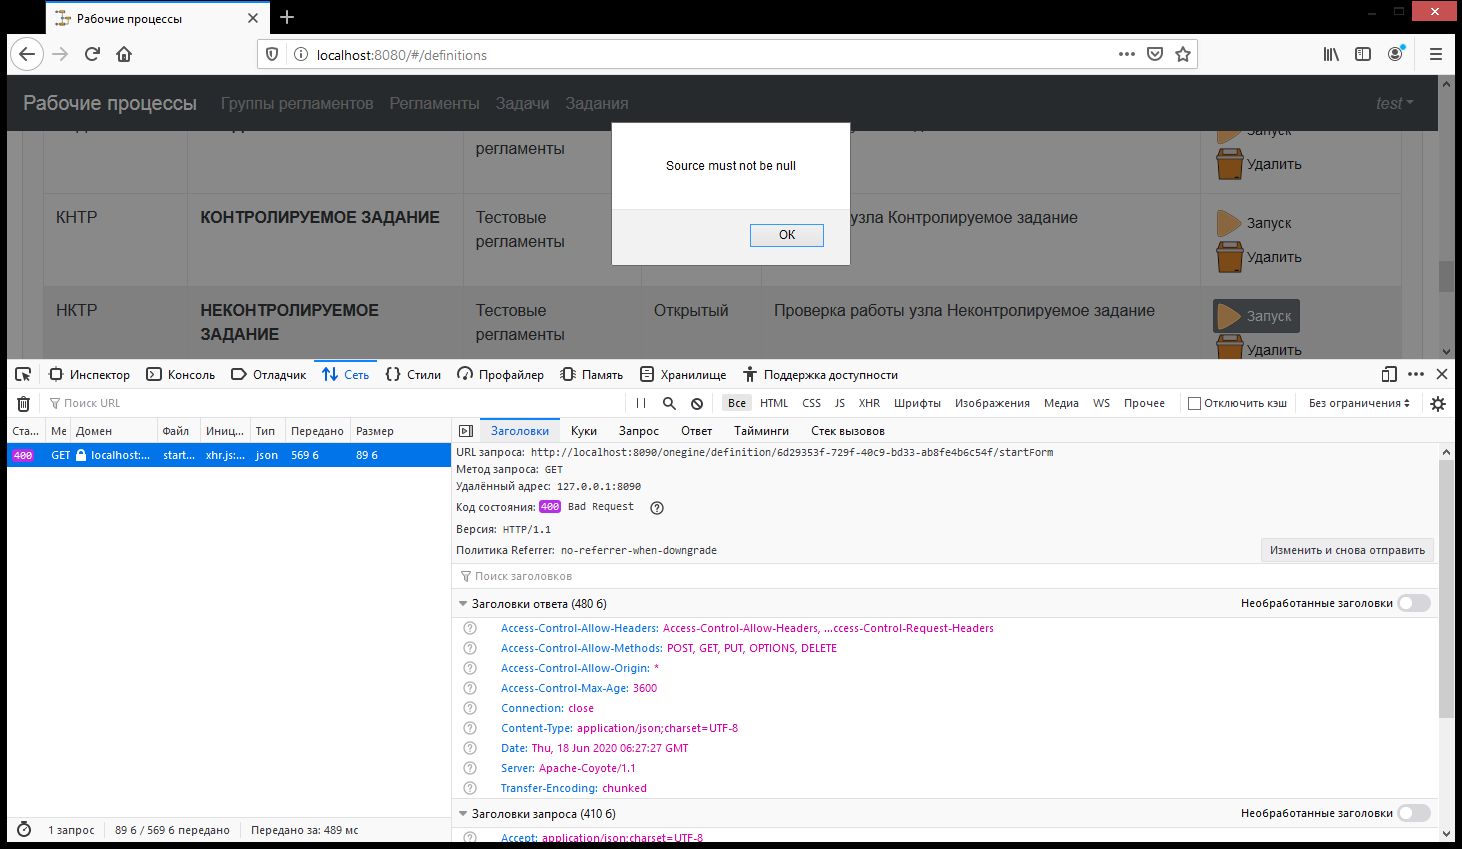 Рабочие процессы
localhost:8080/#/definitions
Рабочие процессы Группы регламентов Регламенты Задачи Задания test
регламенты
Запуск
Удалить
Source must not be null
OK
КНТР КОНТРОЛИРУЕМОЕ ЗАДАНИЕ Тестовые регламенты узла Контролируемое задание
Запуск
Удалить
НКТР НЕКОНТРОЛИРУЕМОЕ ЗАДАНИЕ Тестовые регламенты Открытый Проверка работы узла Неконтролируемое задание
Запуск
Удалить
Инспектор Консоль Отладчик Сеть Стили Профайлер Память Хранилище Поддержка доступности
Поиск URL Все HTML CSS JS XHR Шрифты Изображения Медиа WS Прочее Отключить кэш Без ограничения
Ста... Ме Домен Файл Иниц... Тип Передано Размер
400 GET localhost:... start... xhr.js:... json 569 б 89 б
Заголовки Куки Запрос Ответ Тайминги Стек вызовов
URL запроса: http://localhost:8090/onegine/definition/6d29353f-729f-40c9-bd33-ab8fe4b6c54f/startForm
Метод запроса: GET
Удалённый адрес: 127.0.0.1:8090
Код состояния: 400 Bad Request
Версия: HTTP/1.1
Политика Referrer: no-referrer-when-downgrade
Изменить и снова отправить
Поиск заголовков
Заголовки ответа (480 б) Необработанные заголовки
Access-Control-Allow-Headers: Access-Control-Allow-Headers, ...ccess-Control-Request-Headers
Access-Control-Allow-Methods: POST, GET, PUT, OPTIONS, DELETE
Access-Control-Allow-Origin: *
Access-Control-Max-Age: 3600
Connection: close
Content-Type: application/json;charset=UTF-8
Date: Thu, 18 Jun 2020 06:27:27 GMT
Server: Apache-Coyote/1.1
Transfer-Encoding: chunked
Заголовки запроса (410 б) Необработанные заголовки
Accept: application/json;charset=UTF-8
1 запрос 89 б / 569 б передано Передано за: 489 мс